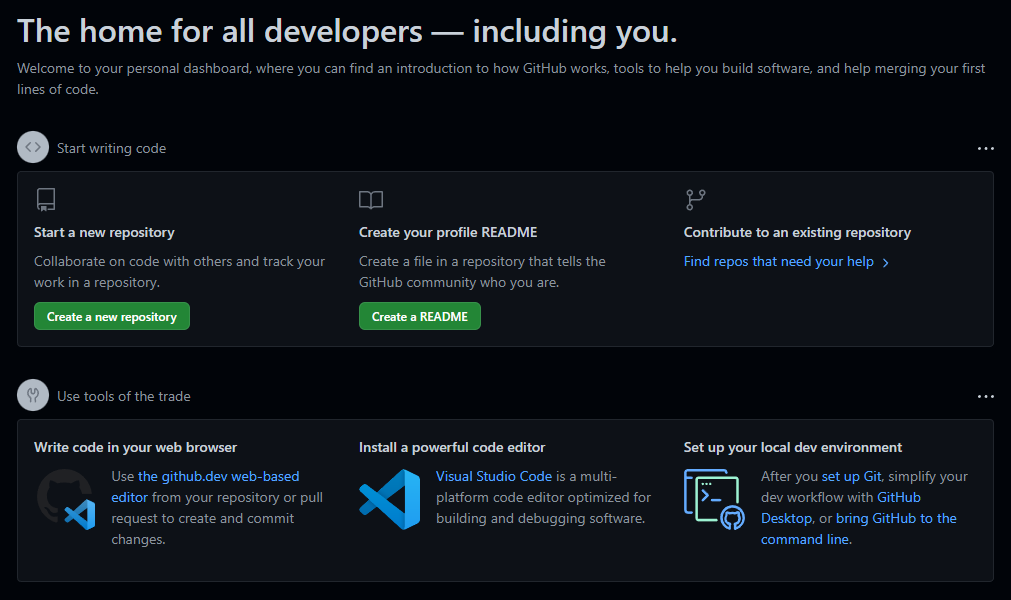 The home for all developers — including you.
Welcome to your personal dashboard, where you can find an introduction to how GitHub works, tools to help you build software, and help merging your first
lines of code.
Start writing code
Start a new repository
Collaborate on code with others and track your
work in a repository.
Create a new repository
Create your profile README
Create a file in a repository that tells the
GitHub community who you are.
Create a README
Contribute to an existing repository
Find repos that need your help
Use tools of the trade
Write code in your web browser
Use the github.dev web-based
editor from your repository or pull
request to create and commit
changes.
Install a powerful code editor
Visual Studio Code is a multi-
platform code editor optimized for
building and debugging software.
Set up your local dev environment
After you set up Git, simplify your
dev workflow with GitHub
Desktop, or bring GitHub to the
command line.